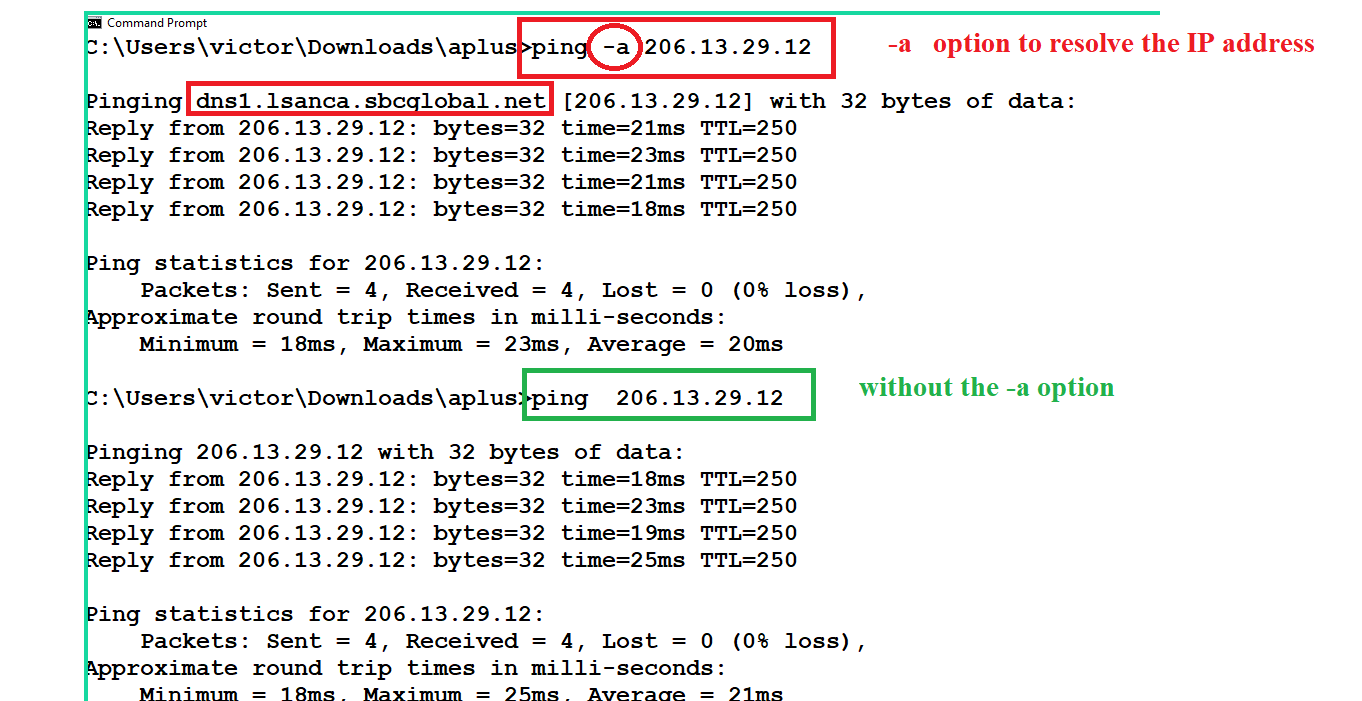 Command Prompt
C:\Users\victor\Downloads\aplus>ping -a 206.13.29.12
-a option to resolve the IP address
Pinging dns1.lsanca.sbcglobal.net [206.13.29.12] with 32 bytes of data:
Reply from 206.13.29.12: bytes=32 time=21ms TTL=250
Reply from 206.13.29.12: bytes=32 time=23ms TTL=250
Reply from 206.13.29.12: bytes=32 time=21ms TTL=250
Reply from 206.13.29.12: bytes=32 time=18ms TTL=250
Ping statistics for 206.13.29.12:
Packets: Sent = 4, Received = 4, Lost = 0 (0% loss),
Approximate round trip times in milli-seconds:
Minimum = 18ms, Maximum = 23ms, Average = 20ms
C:\Users\victor\Downloads\aplus>ping  206.13.29.12
without the -a option
Pinging 206.13.29.12 with 32 bytes of data:
Reply from 206.13.29.12: bytes=32 time=18ms TTL=250
Reply from 206.13.29.12: bytes=32 time=23ms TTL=250
Reply from 206.13.29.12: bytes=32 time=19ms TTL=250
Reply from 206.13.29.12: bytes=32 time=25ms TTL=250
Ping statistics for 206.13.29.12:
Packets: Sent = 4, Received = 4, Lost = 0 (0% loss),
Approximate round trip times in milli-seconds:
Minimum = 18ms, Maximum = 25ms, Average = 21ms